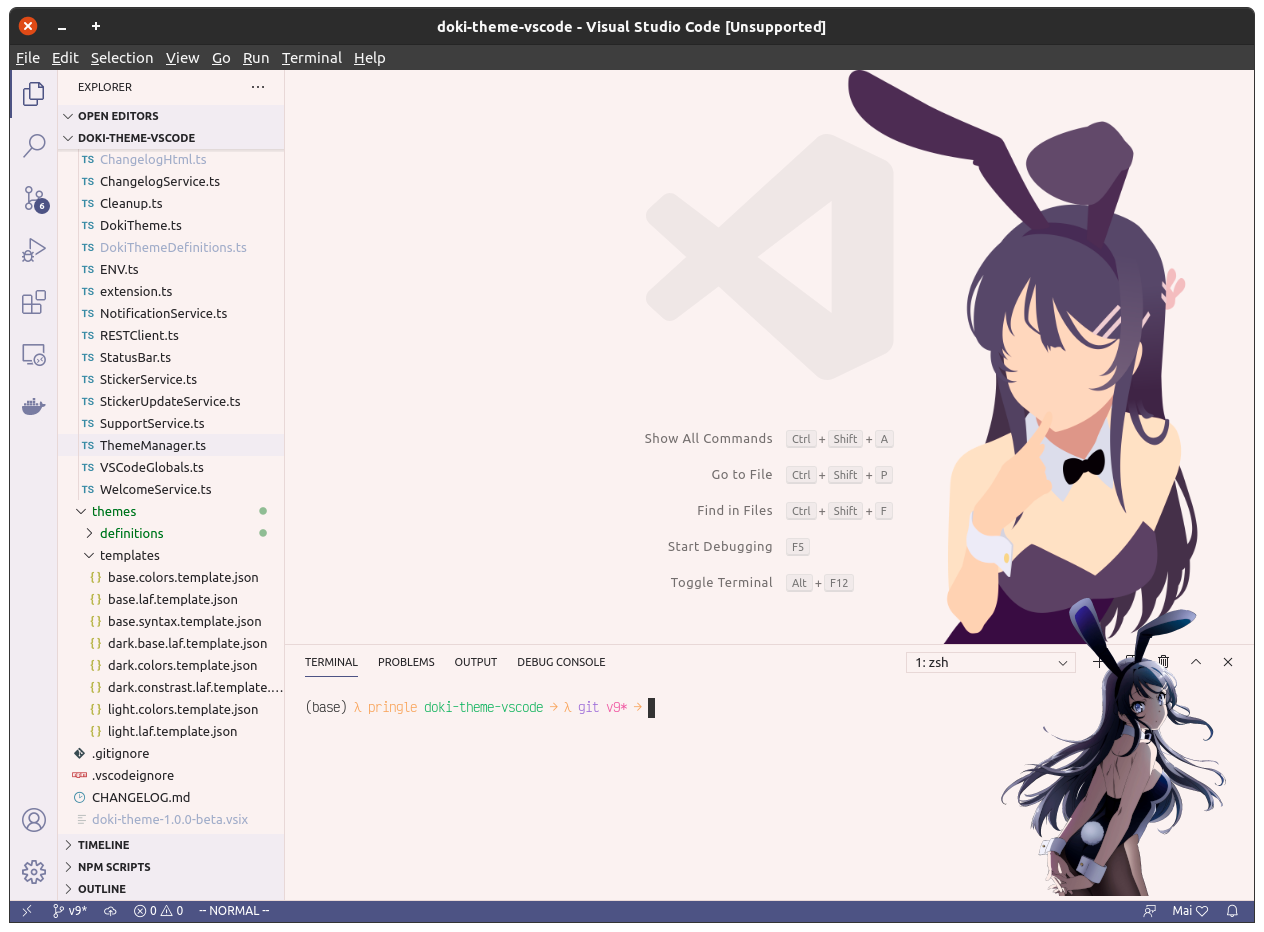 doki-theme-vscode - Visual Studio Code [Unsupported]
File Edit Selection View Go Run Terminal Help
EXPLORER
OPEN EDITORS
DOKI-THEME-VSCODE
TS ChangelogHtml.ts
TS ChangelogService.ts
TS Cleanup.ts
TS DokiTheme.ts
TS DokiThemeDefinitions.ts
TS ENV.ts
TS extension.ts
TS NotificationService.ts
TS RESTClient.ts
TS StatusBar.ts
TS StickerService.ts
TS StickerUpdateService.ts
TS SupportService.ts
TS ThemeManager.ts
TS VSCodeGlobals.ts
TS WelcomeService.ts
themes
definitions
templates
{} base.colors.template.json
{} base.laf.template.json
{} base.syntax.template.json
{} dark.base.laf.template.json
{} dark.colors.template.json
{} dark.constrast.laf.template....
{} light.colors.template.json
{} light.laf.template.json
.gitignore
.vscodeignore
CHANGELOG.md
doki-theme-1.0.0-beta.vsix
TIMELINE
NPM SCRIPTS
OUTLINE
6
Show All Commands Ctrl + Shift + A
Go to File Ctrl + Shift + P
Find in Files Ctrl + Shift + F
Start Debugging F5
Toggle Terminal Alt + F12
TERMINAL PROBLEMS OUTPUT DEBUG CONSOLE
1: zsh
(base) λ pringle doki-theme-vscode → λ git v9* →
v9* 0 0 -- NORMAL --
Mai ♡